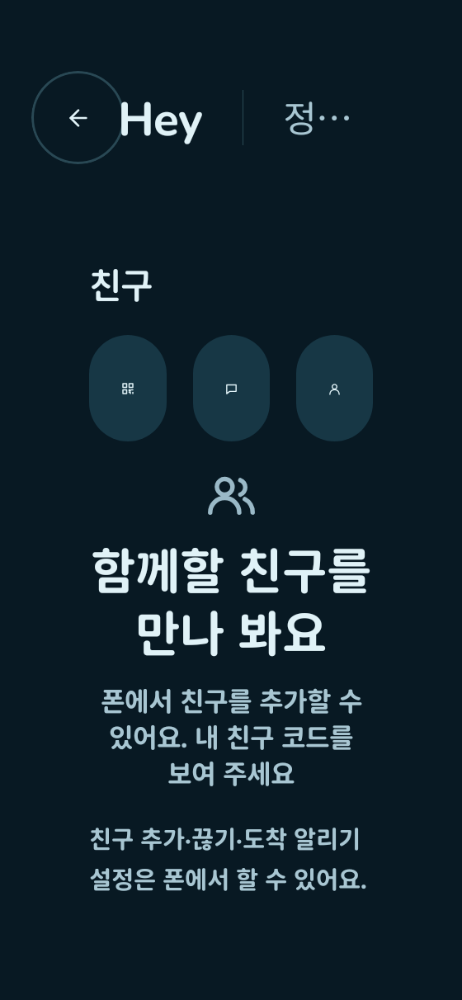 Hey
정…
친구
함께할 친구를
만나 봐요
폰에서 친구를 추가할 수
있어요. 내 친구 코드를
보여 주세요
친구 추가·끊기·도착 알리기
설정은 폰에서 할 수 있어요.